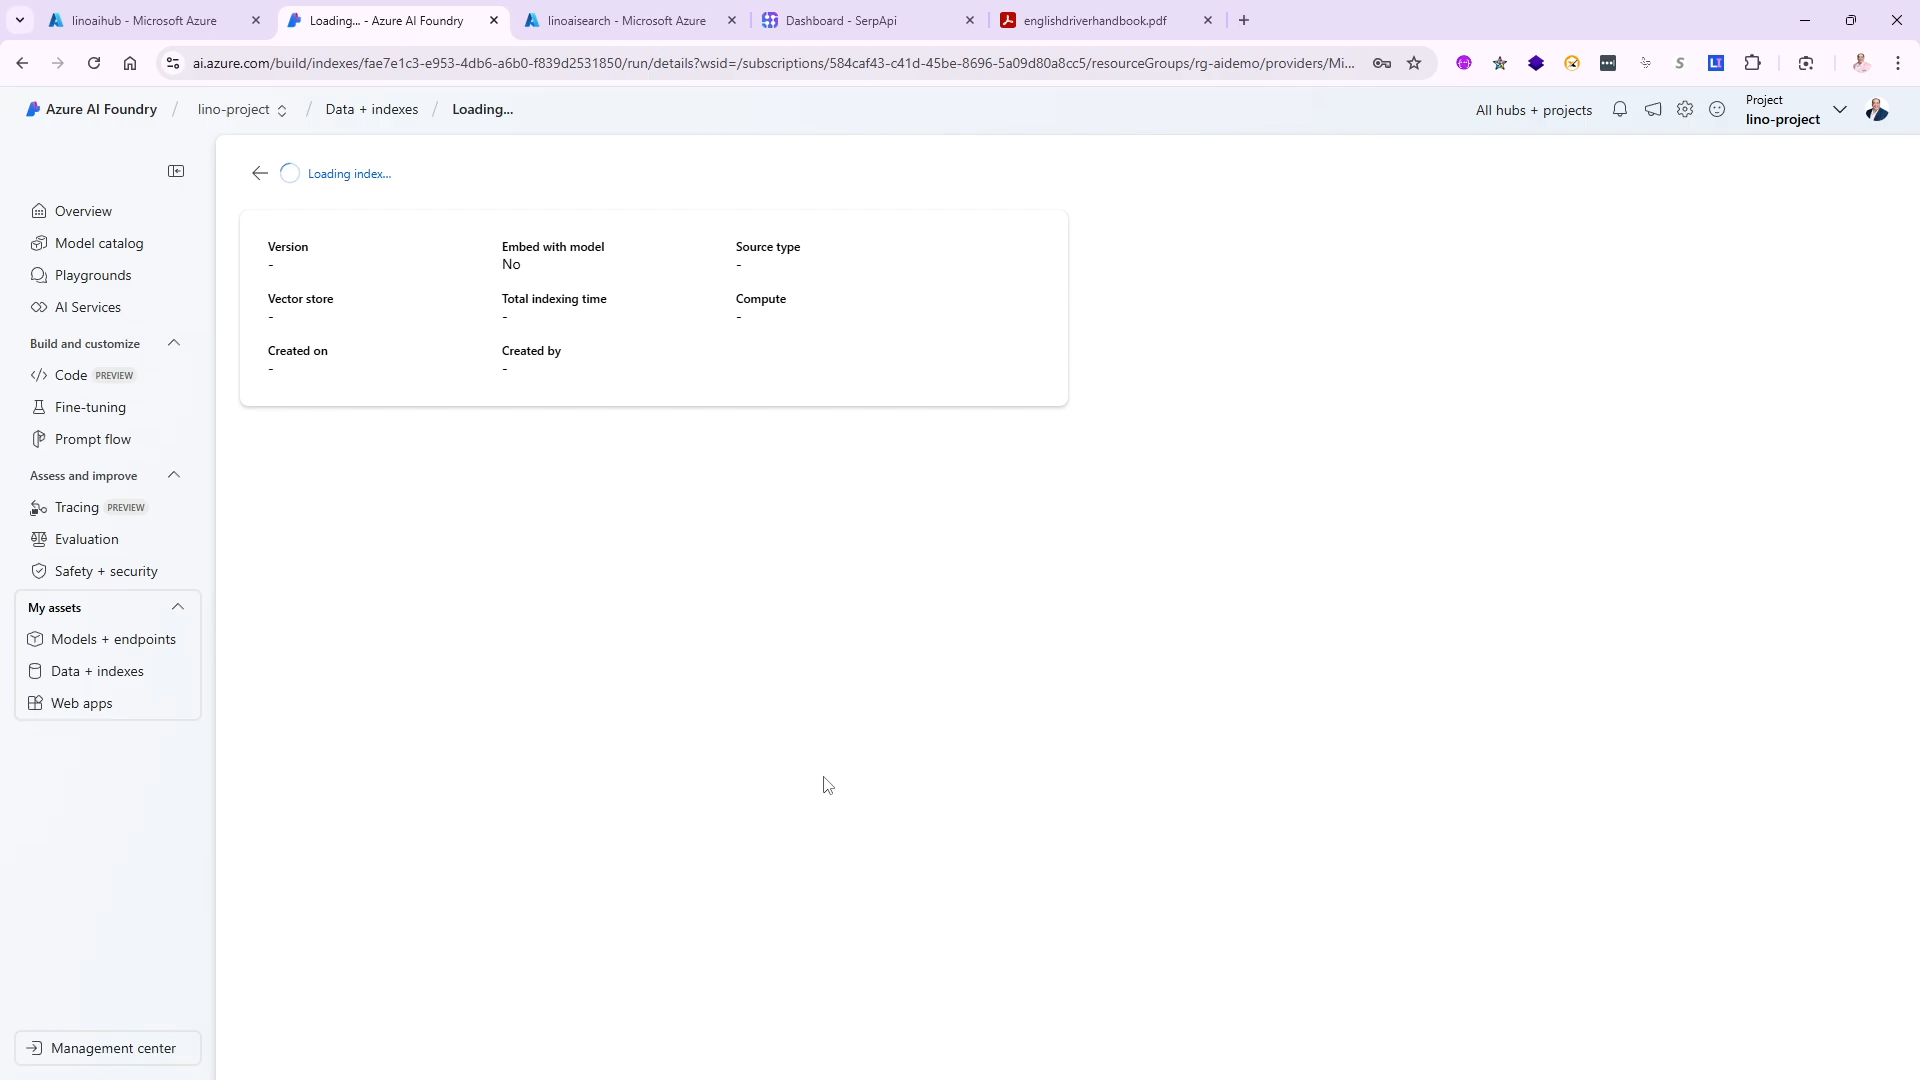 linoaihub - Microsoft Azure
Loading... - Azure AI Foundry
linoaisearch - Microsoft Azure
Dashboard - SerpApi
englishdriverhandbook.pdf
ai.azure.com/build/indexes/fae7e1c3-e953-4db6-a6b0-f839d2531850/run/details?wsid=/subscriptions/584caf43-c41d-45be-8696-5a09d80a8cc5/resourceGroups/rg-aidemo/providers/Mi...
Azure AI Foundry / lino-project / Data + indexes / Loading...
All hubs + projects
Project
lino-project
Loading index...
Overview
Model catalog
Playgrounds
AI Services
Build and customize
Code PREVIEW
Fine-tuning
Prompt flow
Assess and improve
Tracing PREVIEW
Evaluation
Safety + security
My assets
Models + endpoints
Data + indexes
Web apps
Management center
Version
-
Embed with model
No
Source type
-
Vector store
-
Total indexing time
-
Compute
-
Created on
-
Created by
-